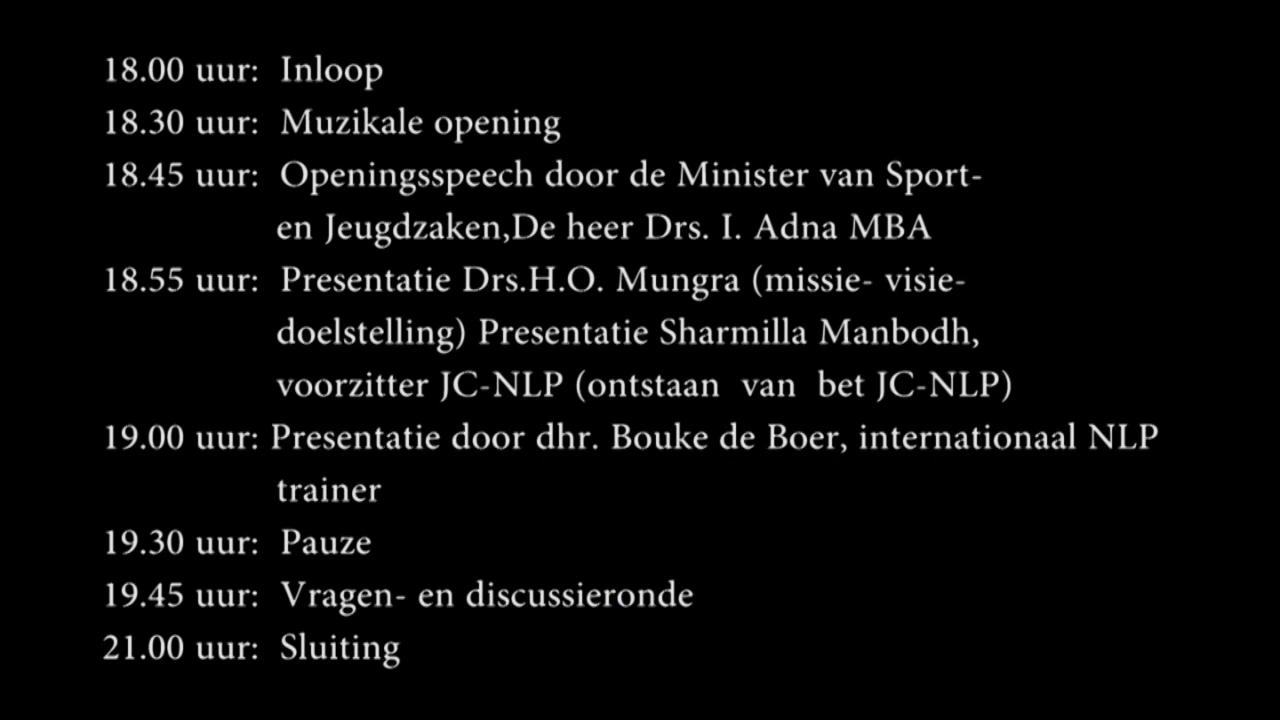 18.00 uur: Inloop
18.30 uur: Muzikale opening
18.45 uur: Openingsspeech door de Minister van Sport-
en Jeugdzaken,De heer Drs. I. Adna MBA
18.55 uur: Presentatie Drs.H.O. Mungra (missie- visie-
doelstelling) Presentatie Sharmilla Manbodh,
voorzitter JC-NLP (ontstaan van bet JC-NLP)
19.00 uur: Presentatie door dhr. Bouke de Boer, internationaal NLP
trainer
19.30 uur: Pauze
19.45 uur: Vragen- en discussieronde
21.00 uur: Sluiting